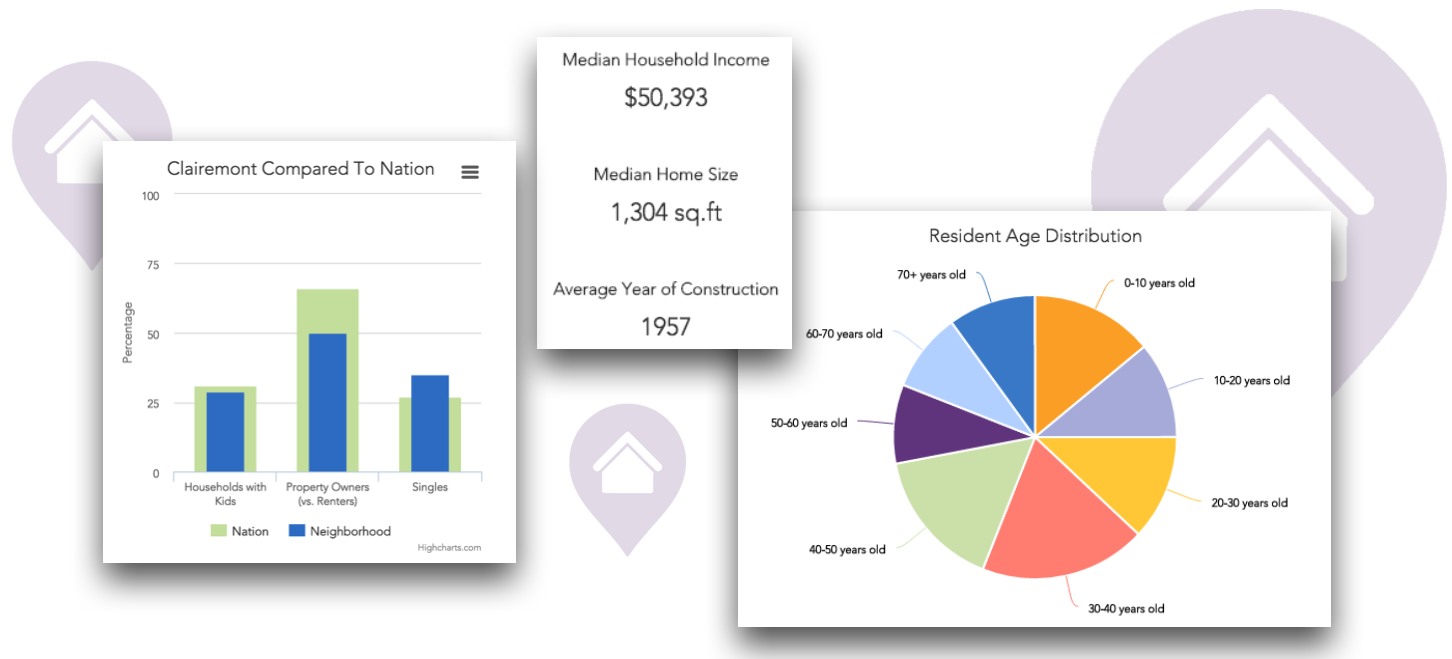 Clairemont Compared To Nation
100
75
50
25
0
Percentage
Households with
Kids
Property Owners
(vs. Renters)
Singles
Nation
Neighborhood
Highcharts.com
Median Household Income
$50,393
Median Home Size
1,304 sq.ft
Average Year of Construction
1957
Resident Age Distribution
70+ years old
0-10 years old
60-70 years old
10-20 years old
50-60 years old
20-30 years old
40-50 years old
30-40 years old